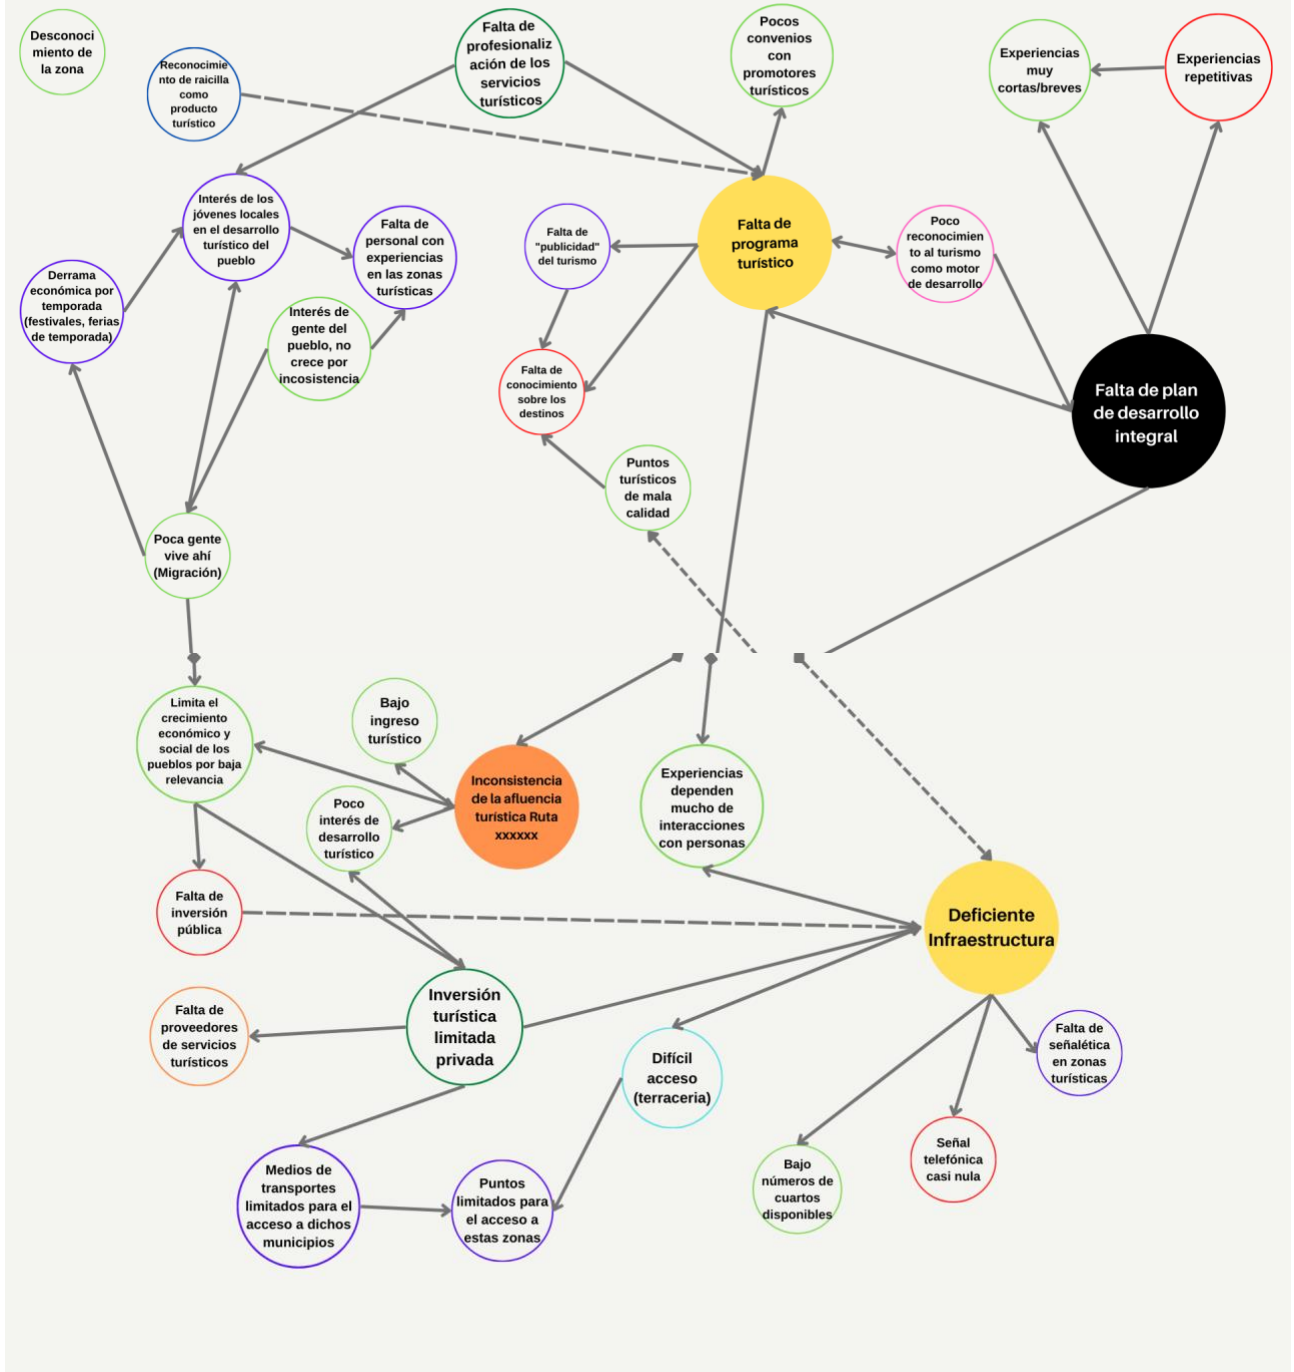 Desconoci
miento de
la zona
Reconocimie
nto de raicilla
como
producto
turístico
Falta de
profesionaliz
ación de los
servicios
turísticos
Pocos
convenios
con
promotores
turísticos
Experiencias
muy
cortas/breves
Experiencias
repetitivas
Interés de los
jóvenes locales
en el desarrollo
turístico del
pueblo
Falta de
personal con
experiencias
en las zonas
turísticas
Falta de
"publicidad"
del turismo
Falta de
programa
turístico
Poco
reconocimien
to al turismo
como motor
de desarrollo
Derrama
económica por
temporada
(festivales, ferias
de temporada)
Interés de
gente del
pueblo, no
crece por
incosistencia
Falta de
conocimiento
sobre los
destinos
Falta de plan
de desarrollo
integral
Puntos
turísticos
de mala
calidad
Poca gente
vive ahí
(Migración)
Limita el
crecimiento
económico y
social de los
pueblos por baja
relevancia
Bajo
ingreso
turístico
Poco
interés de
desarrollo
turístico
Inconsistencia
de la afluencia
turística Ruta
xxxxxx
Experiencias
dependen
mucho de
interacciones
con personas
Falta de
inversión
pública
Deficiente
Infraestructura
Falta de
proveedores
de servicios
turísticos
Inversión
turística
limitada
privada
Difícil
acceso
(terraceria)
Falta de
señalética
en zonas
turísticas
Medios de
transportes
limitados para el
acceso a dichos
municipios
Puntos
limitados para
el acceso a
estas zonas
Bajo
números de
cuartos
disponibles
Señal
telefónica
casi nula